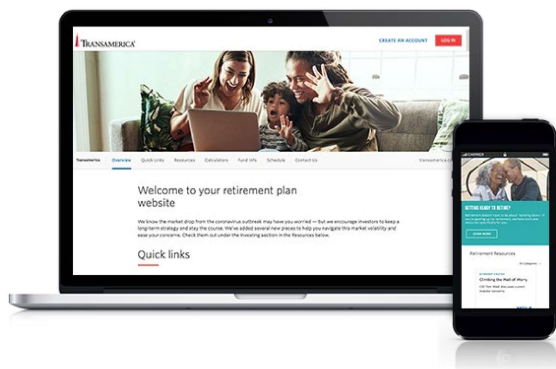 TRANSAMERICA
CREATE AN ACCOUNT LOG IN
Transamerica Overview Quick Links Resources Calculators Fund Info Schedule Contact Us transamerica.co
Welcome to your retirement plan
website
We know the market drop from the coronavirus outbreak may have you worried — But we encourage investors to keep a
long-term strategy and stay the course. We've added several new pieces to help you navigate this market volatility and
ease your concerns. Check them out under the Investing section in the Resources below.
Quick links
GETTING READY TO RETIRE?
LEARN MORE
Retirement Resources
All Categories
Climbing the Wall of Worry